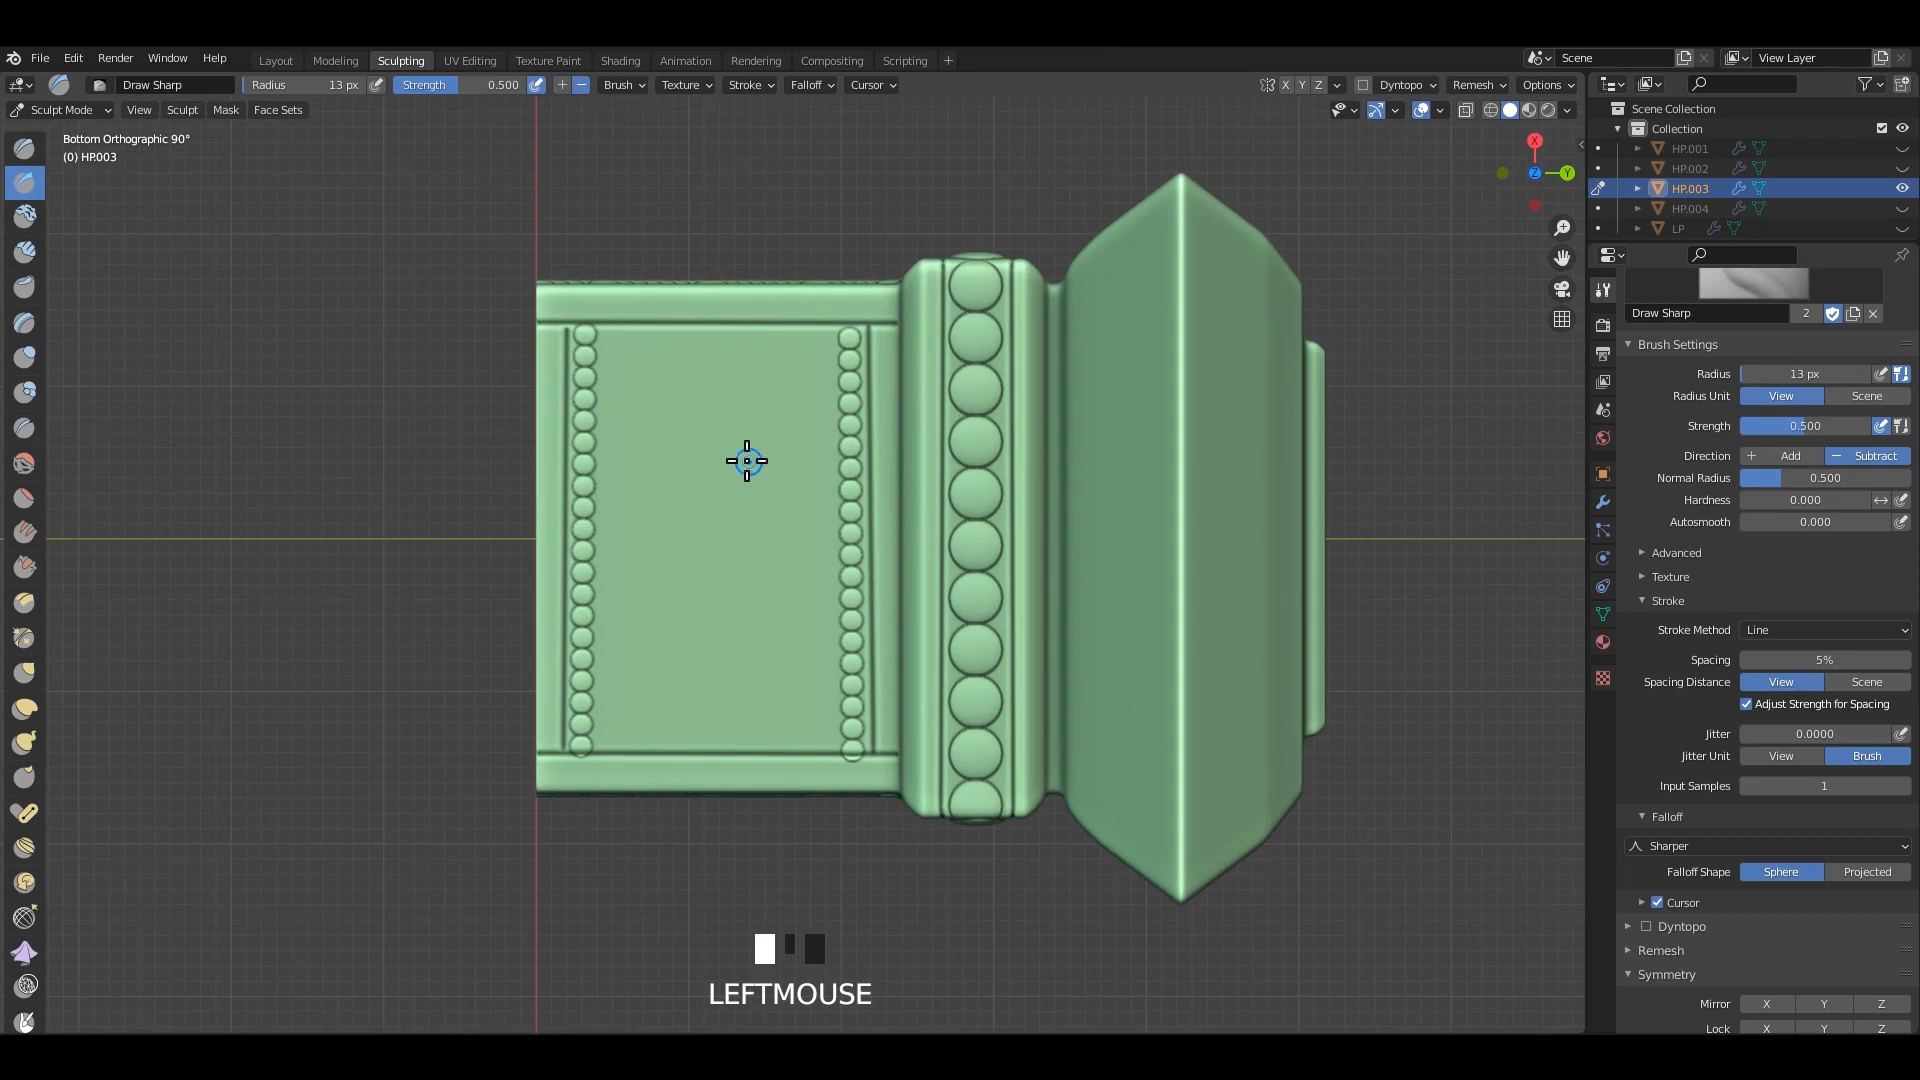 File Edit Render Window Help Layout Modeling Sculpting UV Editing Texture Paint Shading Animation Rendering Compositing Scripting + Scene View Layer
Draw Sharp Radius 13 px Strength 0.500 + − Brush Texture Stroke Falloff Cursor X Y Z Dyntopo Remesh Options
Sculpt Mode View Sculpt Mask Face Sets
Bottom Orthographic 90°
(0) HP.003
X
Y
Z
Scene Collection
Collection
HP.001
HP.002
HP.003
HP.004
LP
Draw Sharp 2
Brush Settings
Radius 13 px
Radius Unit View Scene
Strength 0.500
Direction + Add − Subtract
Normal Radius 0.500
Hardness 0.000
Autosmooth 0.000
Advanced
Texture
Stroke
Stroke Method Line
Spacing 5%
Spacing Distance View Scene
Adjust Strength for Spacing
Jitter 0.0000
Jitter Unit View Brush
Input Samples 1
Falloff
Sharper
Falloff Shape Sphere Projected
Cursor
Dyntopo
Remesh
Symmetry
Mirror X Y Z
Lock X Y Z
LEFTMOUSE